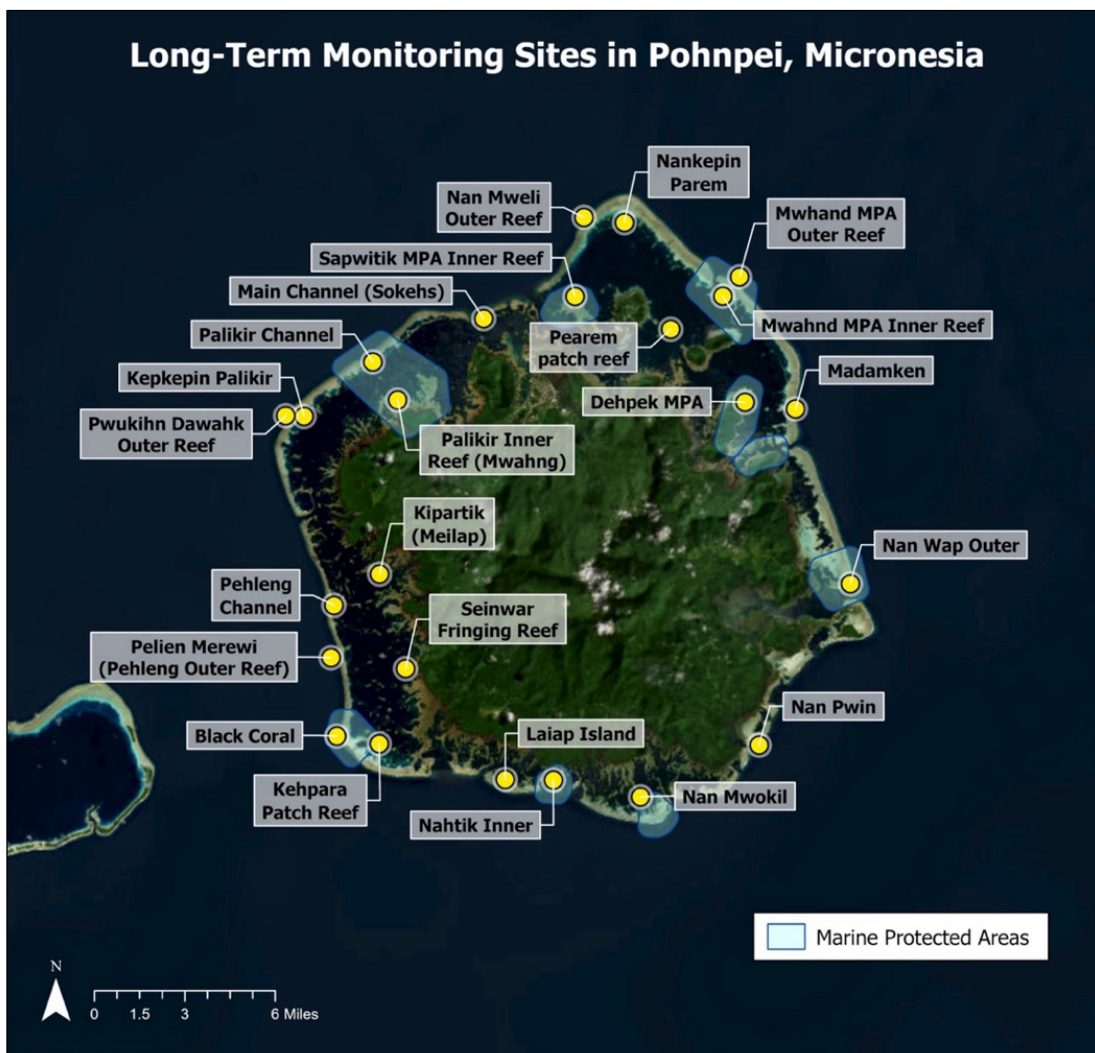 Long-Term Monitoring Sites in Pohnpei, Micronesia
Nankepin
Parem
Nan Mweli
Outer Reef
Mwhand MPA
Outer Reef
Sapwitik MPA Inner Reef
Main Channel (Sokehs)
Mwahnd MPA Inner Reef
Palikir Channel
Pearem
patch reef
Kepkepin Palikir
Madamken
Dehpek MPA
Pwukihn Dawahk
Outer Reef
Palikir Inner
Reef (Mwahng)
Kipartik
(Meilap)
Nan Wap Outer
Pehleng
Channel
Seinwar
Fringing Reef
Pelien Merewi
(Pehleng Outer Reef)
Nan Pwin
Black Coral
Laiap Island
Kehpara
Patch Reef
Nan Mwokil
Nahtik Inner
Marine Protected Areas
N
0 1.5 3 6 Miles